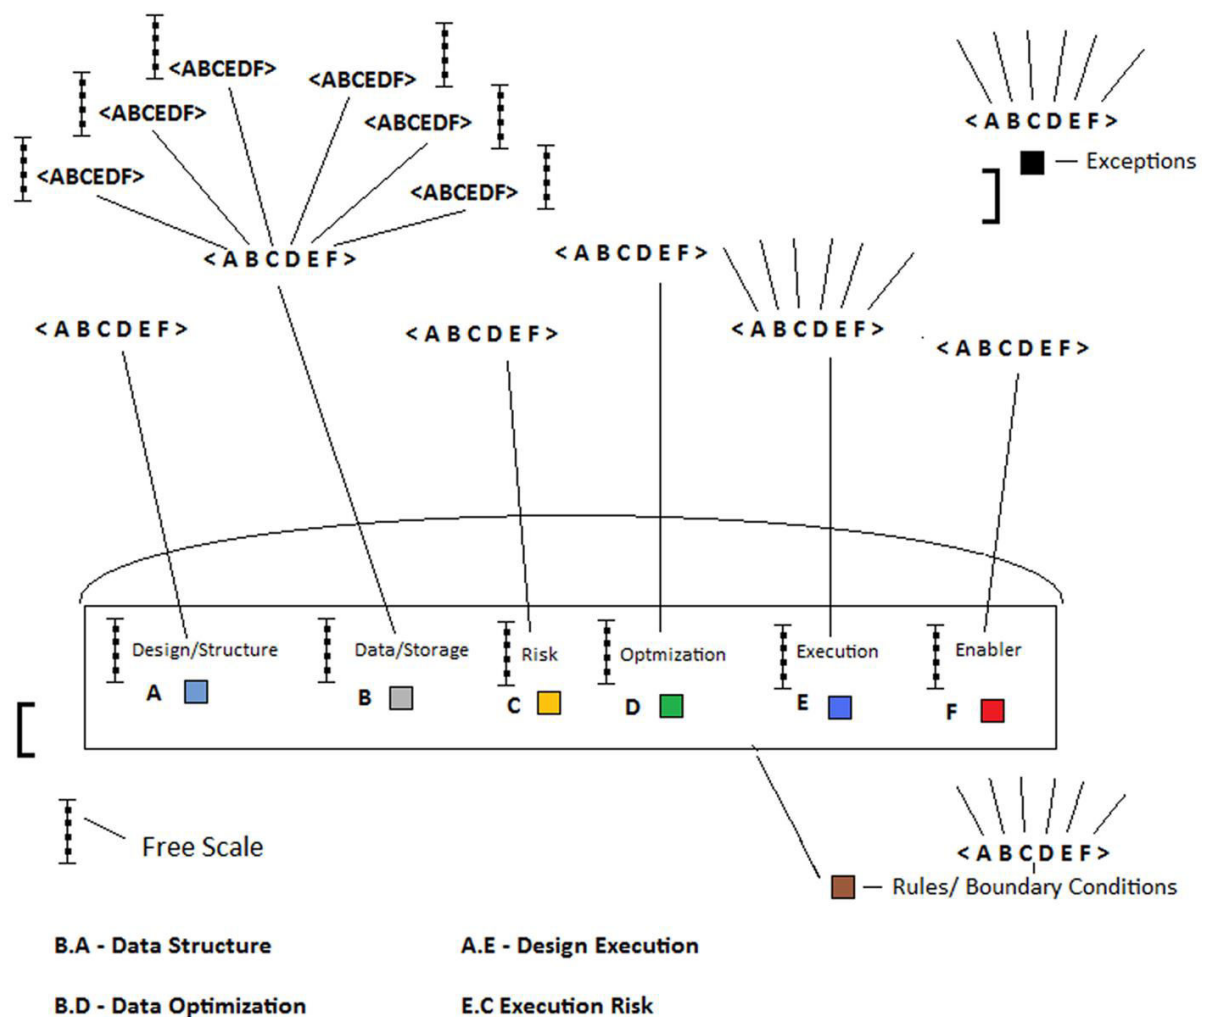 <ABCEDF>
<ABCEDF>
<ABCEDF>
<ABCEDF>
<ABCEDF>
<ABCEDF>
< A B C D E F >
< A B C D E F >
Exceptions
< A B C D E F >
< A B C D E F >
< A B C D E F >
< A B C D E F >
< A B C D E F >
Design/Structure
Data/Storage
Risk
Optmization
Execution
Enabler
A
B
C
D
E
F
Free Scale
< A B C D E F >
Rules/ Boundary Conditions
B.A - Data Structure
A.E - Design Execution
B.D - Data Optimization
E.C Execution Risk